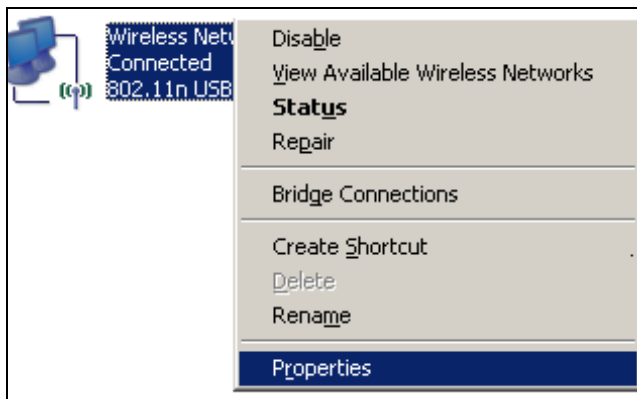 Wireless Net
Connected
802.11n USB
Disable
View Available Wireless Networks
Status
Repair
Bridge Connections
Create Shortcut
Delete
Rename
Properties